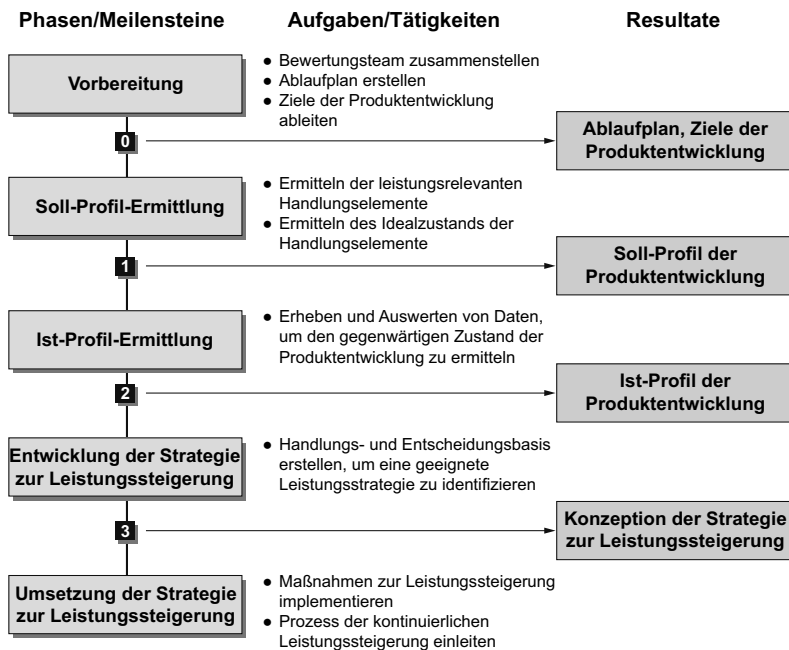 Phasen/Meilensteine
Aufgaben/Tätigkeiten
Resultate
Vorbereitung
● Bewertungsteam zusammenstellen
● Ablaufplan erstellen
● Ziele der Produktentwicklung
ableiten
0
Ablaufplan, Ziele der
Produktentwicklung
Soll-Profil-Ermittlung
● Ermitteln der leistungsrelevanten
Handlungselemente
● Ermitteln des Idealzustands der
Handlungselemente
1
Soll-Profil der
Produktentwicklung
Ist-Profil-Ermittlung
● Erheben und Auswerten von Daten,
um den gegenwärtigen Zustand der
Produktentwicklung zu ermitteln
2
Ist-Profil der
Produktentwicklung
Entwicklung der Strategie
zur Leistungssteigerung
● Handlungs- und Entscheidungsbasis
erstellen, um eine geeignete
Leistungsstrategie zu identifizieren
3
Konzeption der Strategie
zur Leistungssteigerung
Umsetzung der Strategie
zur Leistungssteigerung
● Maßnahmen zur Leistungssteigerung
implementieren
● Prozess der kontinuierlichen
Leistungssteigerung einleiten